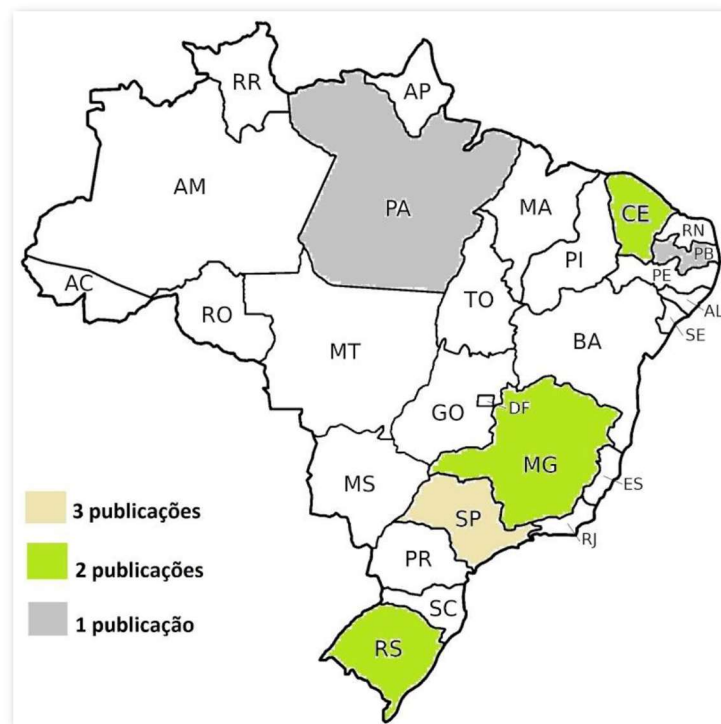 RR
AP
AM
PA
MA
CE
RN
PB
PI
PE
AC
AL
TO
RO
SE
BA
MT
GO
DF
MG
MS
ES
SP
RJ
PR
SC
RS
3 publicações
2 publicações
1 publicação